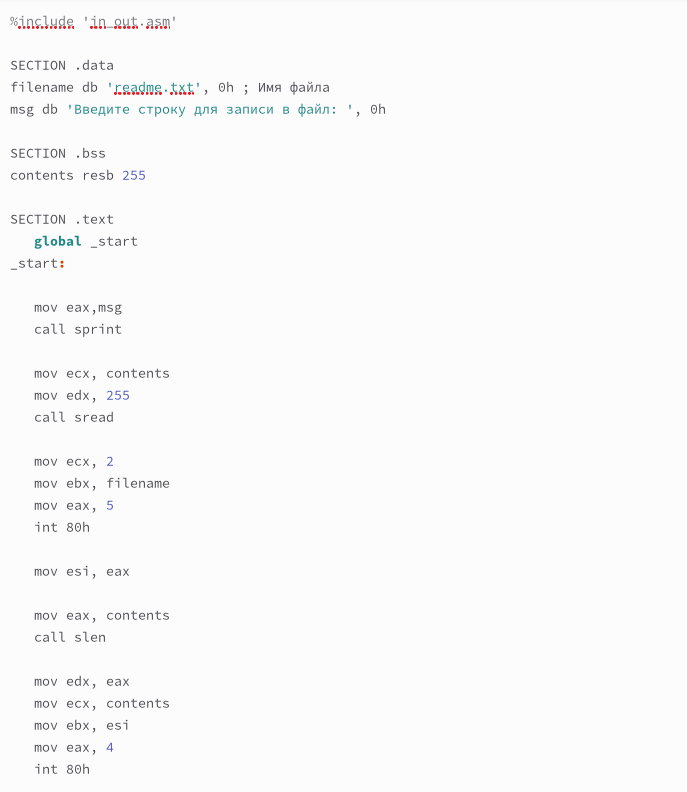 %include 'in_out.asm'
SECTION .data
filename db 'readme.txt', 0h ; Имя файла
msg db 'Введите строку для записи в файл: ', 0h
SECTION .bss
contents resb 255
SECTION .text
global _start
_start:
mov eax,msg
call sprint
mov ecx, contents
mov edx, 255
call sread
mov ecx, 2
mov ebx, filename
mov eax, 5
int 80h
mov esi, eax
mov eax, contents
call slen
mov edx, eax
mov ecx, contents
mov ebx, esi
mov eax, 4
int 80h